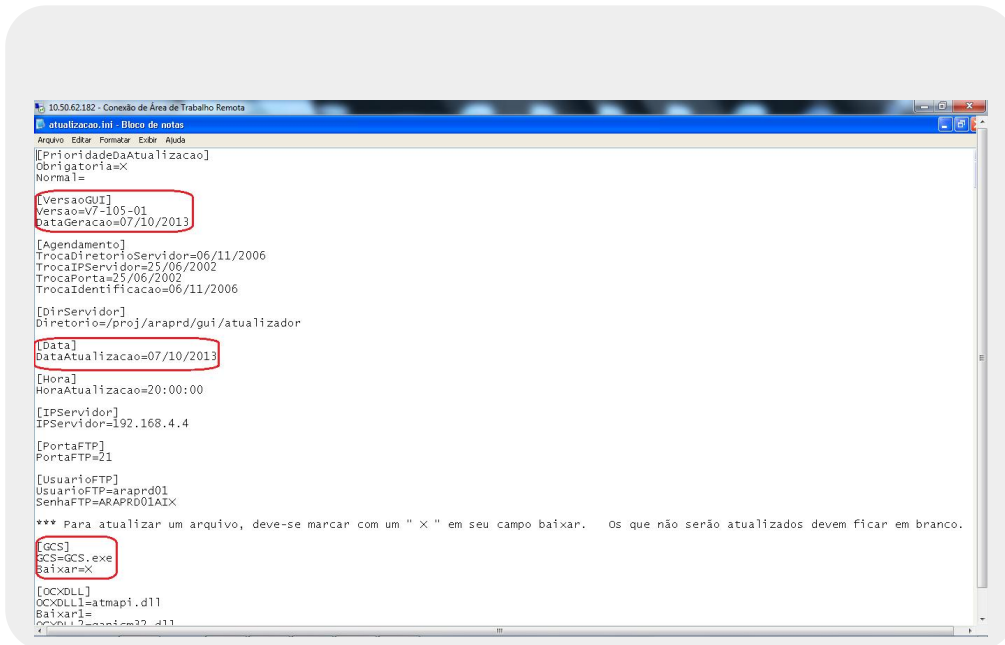 10.50.62.182 - Conexão de Área de Trabalho Remota
atualizacao.ini - Bloco de notas
Arquivo Editar Formatar Exibir Ajuda
[PrioridadeDaAtualizacao]
Obrigatoria=X
Normal=
[VersaoGUI]
Versao=V7-105-01
DataGeracao=07/10/2013
[Agendamento]
TrocaDiretorioServidor=06/11/2006
TrocaIPServidor=25/06/2002
TrocaPorta=25/06/2002
TrocaIdentificacao=06/11/2006
[DirServidor]
Diretorio=/proj/araprd/gui/atualizador
[Data]
DataAtualizacao=07/10/2013
[Hora]
HoraAtualizacao=20:00:00
[IPServidor]
IPServidor=192.168.4.4
[PortaFTP]
PortaFTP=21
[UsuarioFTP]
UsuarioFTP=araprd01
SenhaFTP=ARAPRD01AIX
*** Para atualizar um arquivo, deve-se marcar com um " X " em seu campo baixar. Os que não serão atualizados devem ficar em branco.
[GCS]
GCS=GCS.exe
Baixar=X
[OCXDLL]
OCXDLL1=atmapi.dll
Baixar1=